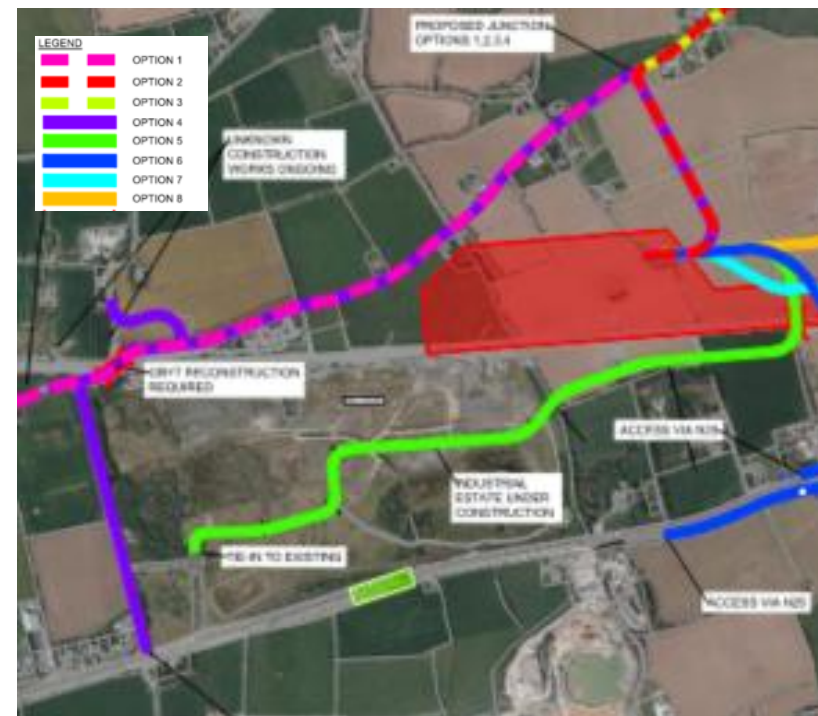 PROPOSED JUNCTION
OPTIONS 1,2,3,4
LEGEND
OPTION 1
OPTION 2
OPTION 3
OPTION 4
OPTION 5
OPTION 6
OPTION 7
OPTION 8
UNKNOWN
CONSTRUCTION
WORKS ONGOING
RECONSTRUCTION
REQUIRED
ACCESS VIA N25
INDUSTRIAL
ESTATE UNDER
CONSTRUCTION
TIE-IN TO EXISTING
ACCESS VIA N25